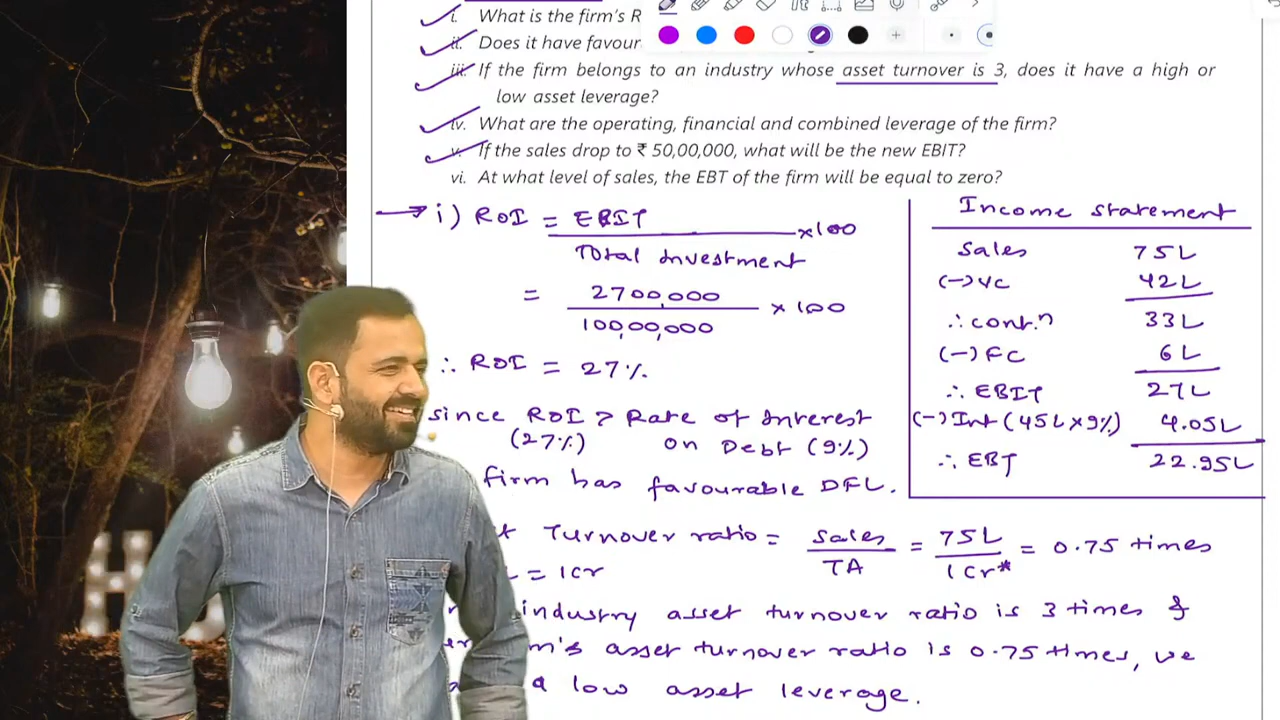 i. What is the firm's R
ii. Does it have favour
iii. If the firm belongs to an industry whose asset turnover is 3, does it have a high or
low asset leverage?
iv. What are the operating, financial and combined leverage of the firm?
v. If the sales drop to ₹ 50,00,000, what will be the new EBIT?
vi. At what level of sales, the EBT of the firm will be equal to zero?
i) ROI = EBIT ×100
Total Investment
= 2700,000 × 100
100,00,000
∴ ROI = 27%
since ROI > Rate of Interest
(27%) on Debt (9%)
firm has favourable DFL.
Income statement
Sales 75L
(-) VC 42L
∴ contⁿ 33L
(-) FC 6L
∴ EBIT 27L
(-) Int (45L×9%) 4.05L
∴ EBT 22.95L
Turnover ratio = Sales = 75L = 0.75 times
TA 1Cr*
= 1Cr
industry asset turnover ratio is 3 times &
m's asset turnover ratio is 0.75 times, we
a low asset leverage.